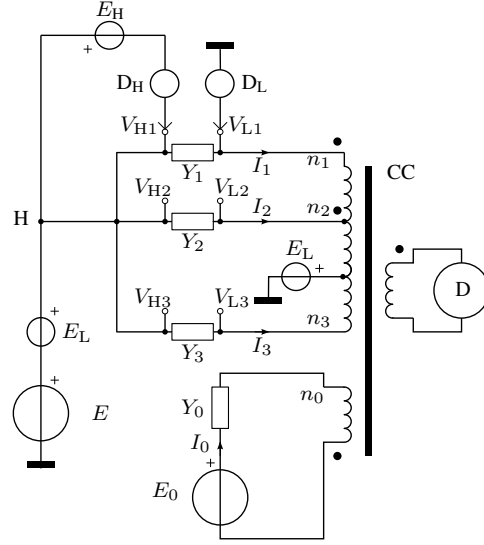 E_H
D_H
D_L
V_H1
V_L1
Y_1
I_1
n_1
CC
V_H2
V_L2
n_2
H
Y_2
I_2
E_L
D
V_H3
V_L3
n_3
E_L
Y_3
I_3
E
Y_0
n_0
I_0
E_0